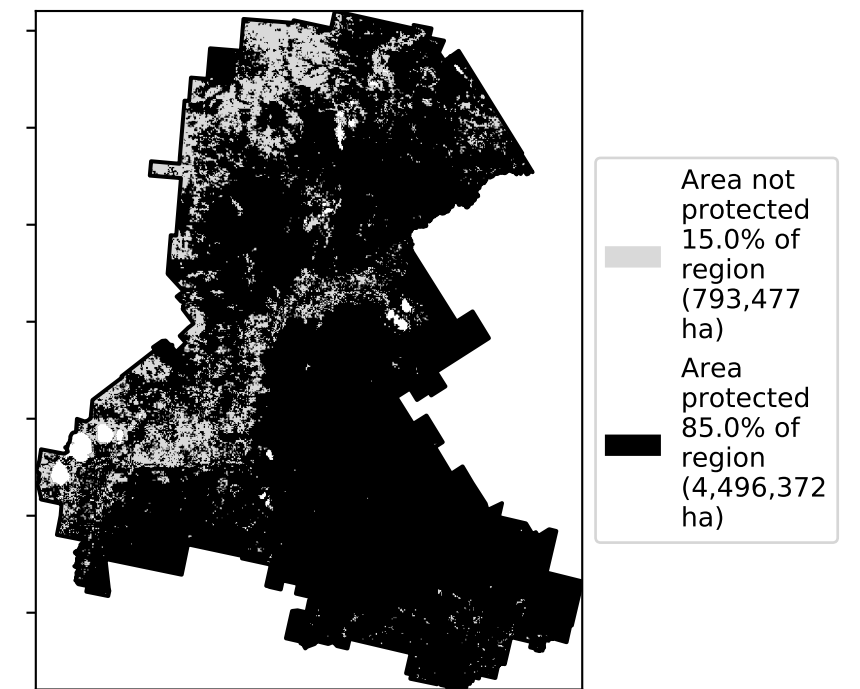 Area not
protected
15.0% of
region
(793,477
ha)
Area
protected
85.0% of
region
(4,496,372
ha)